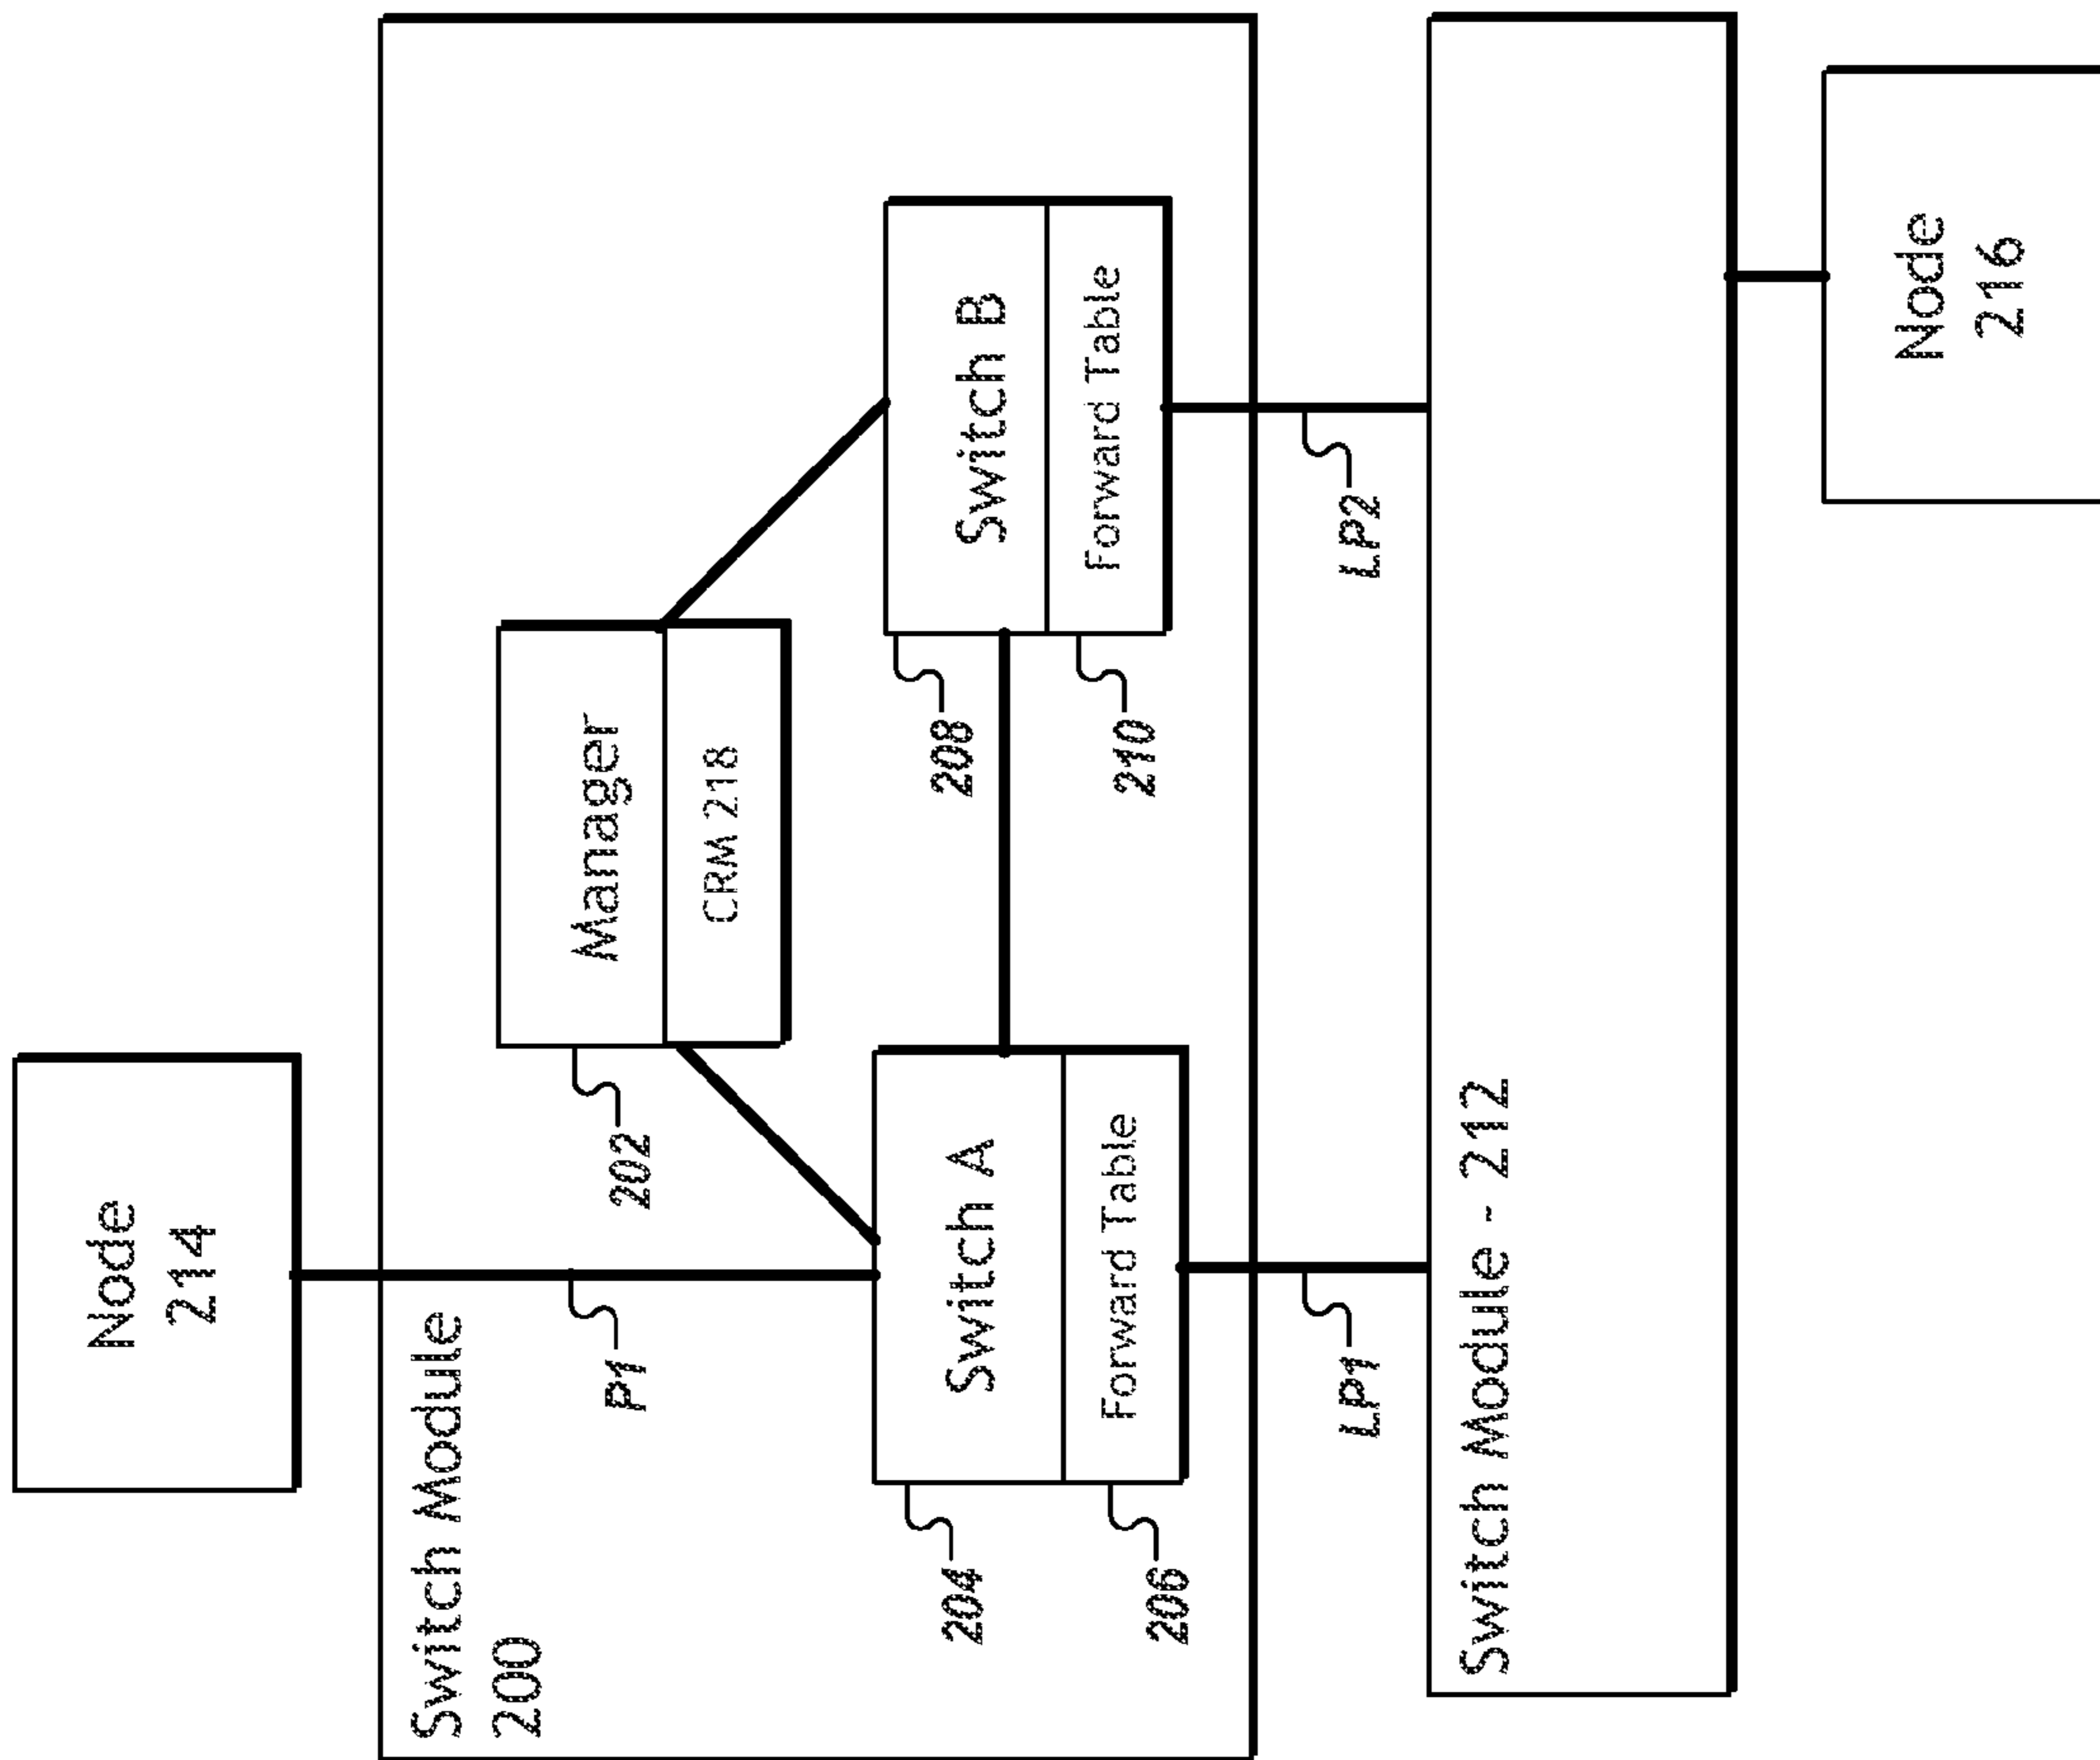 Node
214
Switch Module
200
P1
202
Manager
CRM 218
204
Switch A
206
Forward Table
208
Switch B
210
Forward Table
LP1
LP2
Switch Module - 212
Node
216